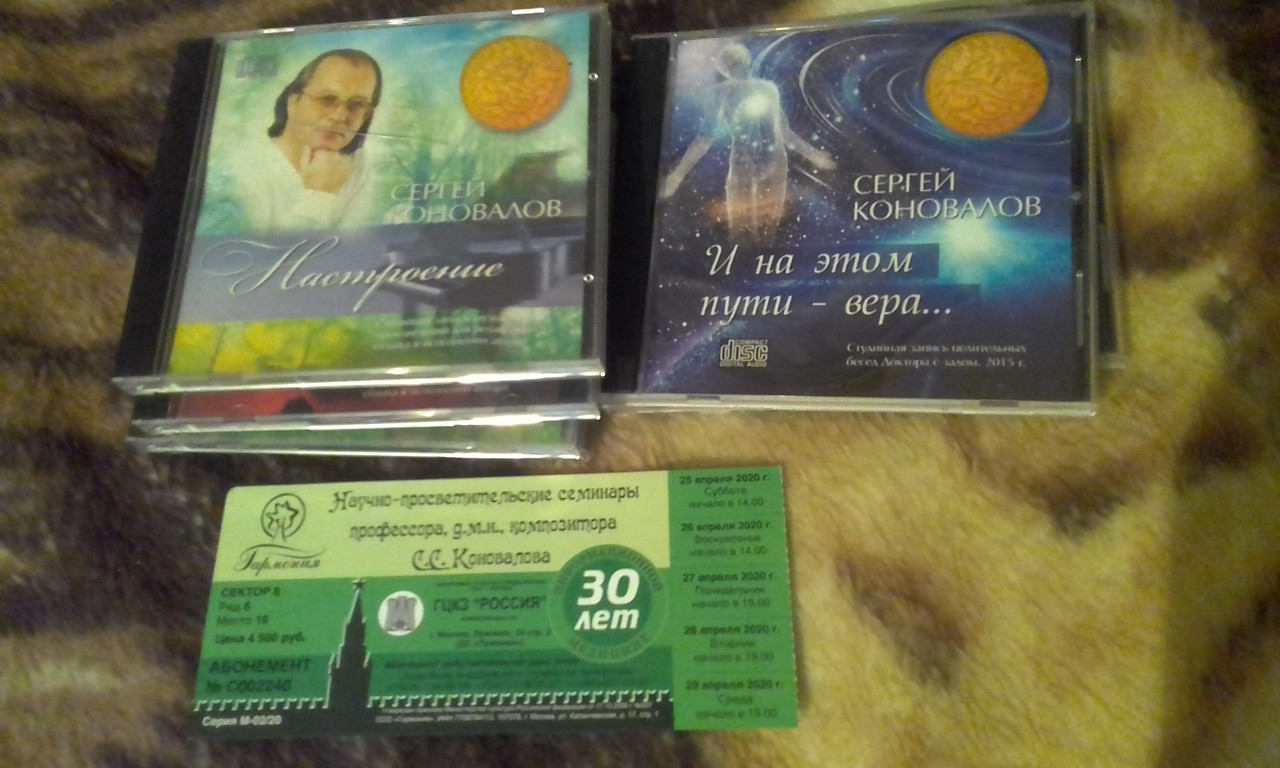 СЕРГЕЙ
КОНОВАЛОВ
Настроение
СЕРГЕЙ
КОНОВАЛОВ
И на этом
пути - вера...
COMPACT
disc
DIGITAL AUDIO
Студийная запись целительных
бесед Доктора с залом. 2015 г.
Гармония
Научно-просветительские семинары
профессора, д.м.н., композитора
С.С. Коновалова
СЕКТОР 8
Ряд 6
Место 16
Цена 4 500 руб.
АБОНЕМЕНТ
№ С002240
Серия М-02/20
ГЦКЗ "РОССИЯ"
ИНФОРМАЦИОННОЙ
30
лет
МЕДИЦИНЕ
25 апреля 2020 г.
Суббота
начало в 14.00
26 апреля 2020 г.
Воскресенье
начало в 14.00
27 апреля 2020 г.
Понедельник
начало в
28 апреля 2020 г.
Вторник
начало в 19.00
29 апреля 2020 г.
Среда
начало в 19.00